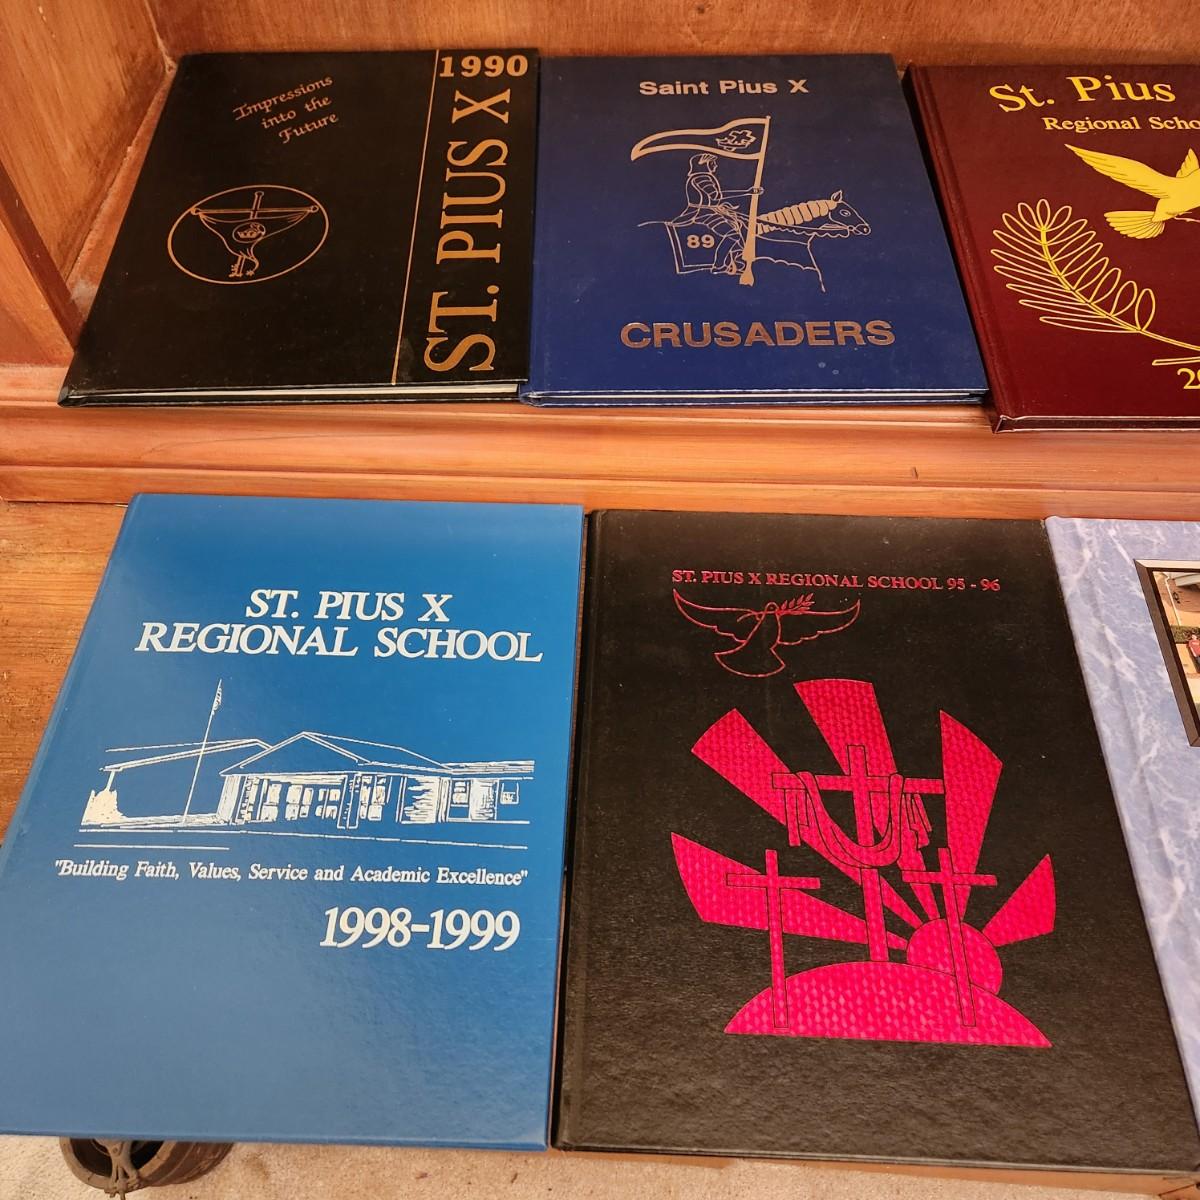 Impressions
into the
Future
1990
ST. PIUS X
Saint Pius X
89
CRUSADERS
St. Pius
Regional
ST. PIUS X
REGIONAL SCHOOL
"Building Faith, Values, Service and Academic Excellence"
1998-1999
ST. PIUS X REGIONAL SCHOOL 95 - 96